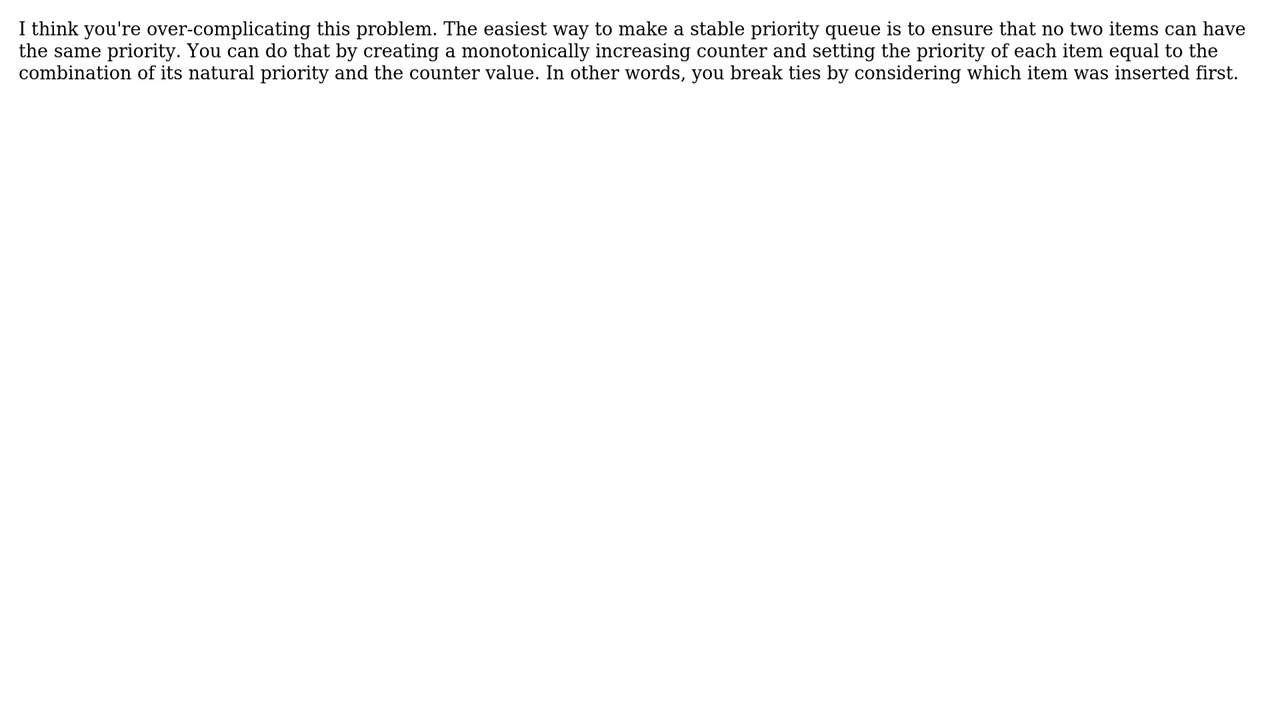 I think you're over-complicating this problem. The easiest way to make a stable priority queue is to ensure that no two items can have
the same priority. You can do that by creating a monotonically increasing counter and setting the priority of each item equal to the
combination of its natural priority and the counter value. In other words, you break ties by considering which item was inserted first.